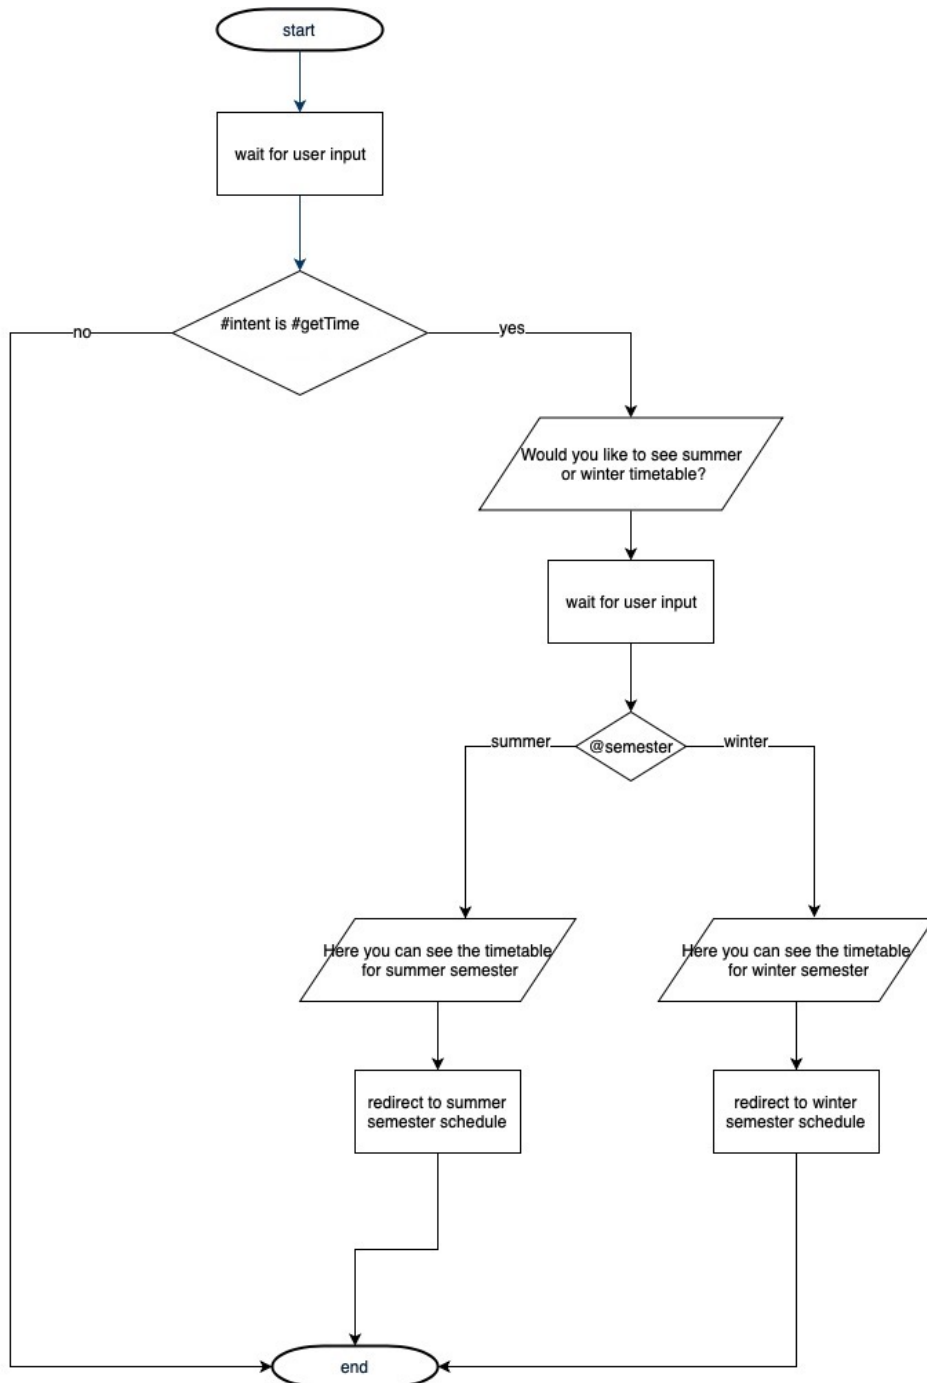 start
wait for user input
#intent is #getTime
no
yes
Would you like to see summer
or winter timetable?
wait for user input
summer
@semester
winter
Here you can see the timetable
for summer semester
Here you can see the timetable
for winter semester
redirect to summer
semester schedule
redirect to winter
semester schedule
end